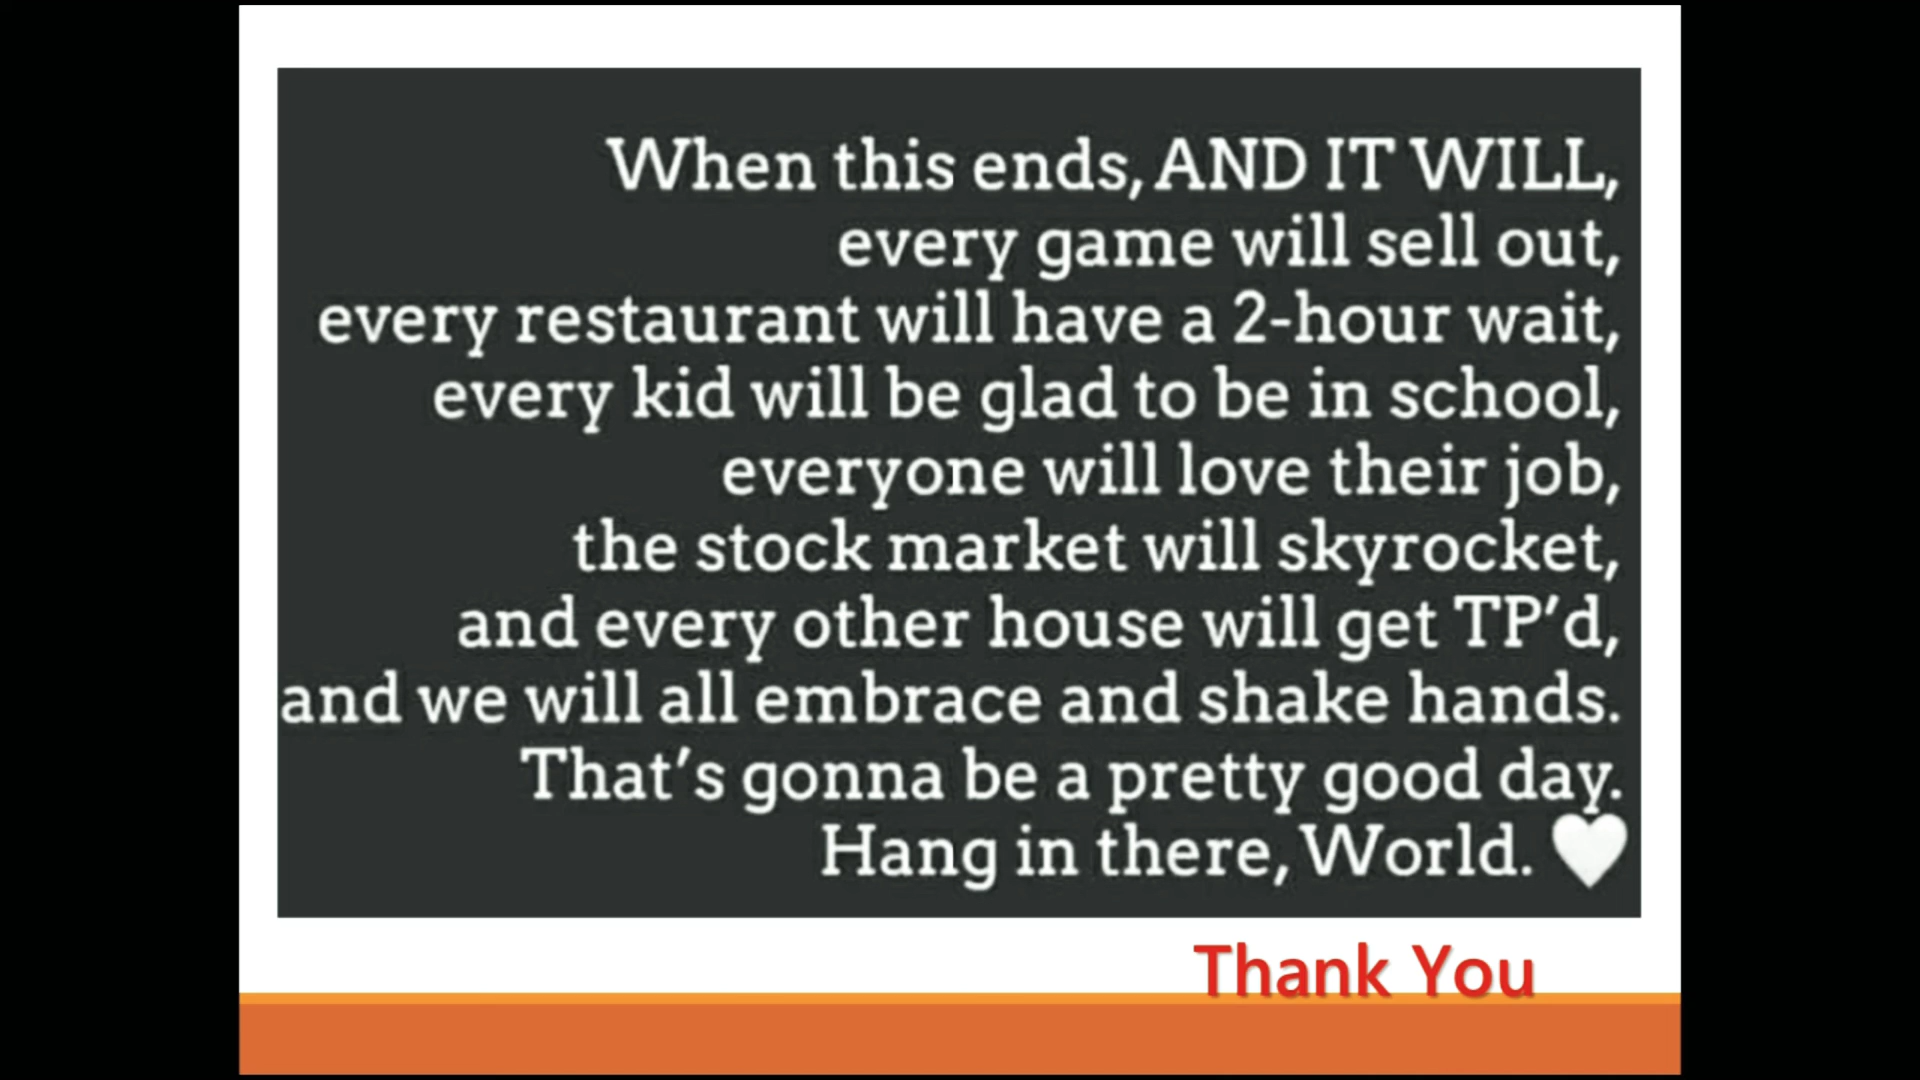 When this ends, AND IT WILL,
every game will sell out,
every restaurant will have a 2-hour wait,
every kid will be glad to be in school,
everyone will love their job,
the stock market will skyrocket,
and every other house will get TP’d,
and we will all embrace and shake hands.
That’s gonna be a pretty good day.
Hang in there, World.
Thank You